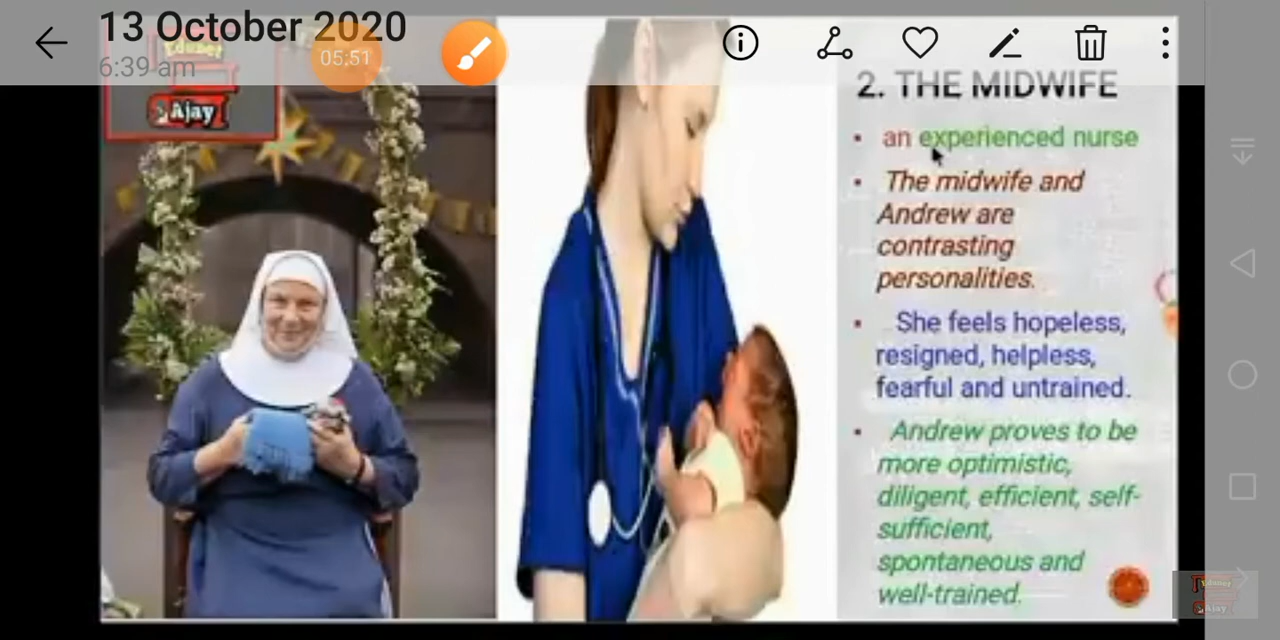 13 October 2020
6:39 am
05:51
Ajay
2. THE MIDWIFE
• an experienced nurse
• The midwife and
Andrew are
contrasting
personalities.
• She feels hopeless,
resigned, helpless,
fearful and untrained.
• Andrew proves to be
more optimistic,
diligent, efficient, self-
sufficient,
spontaneous and
well-trained.
Ajay